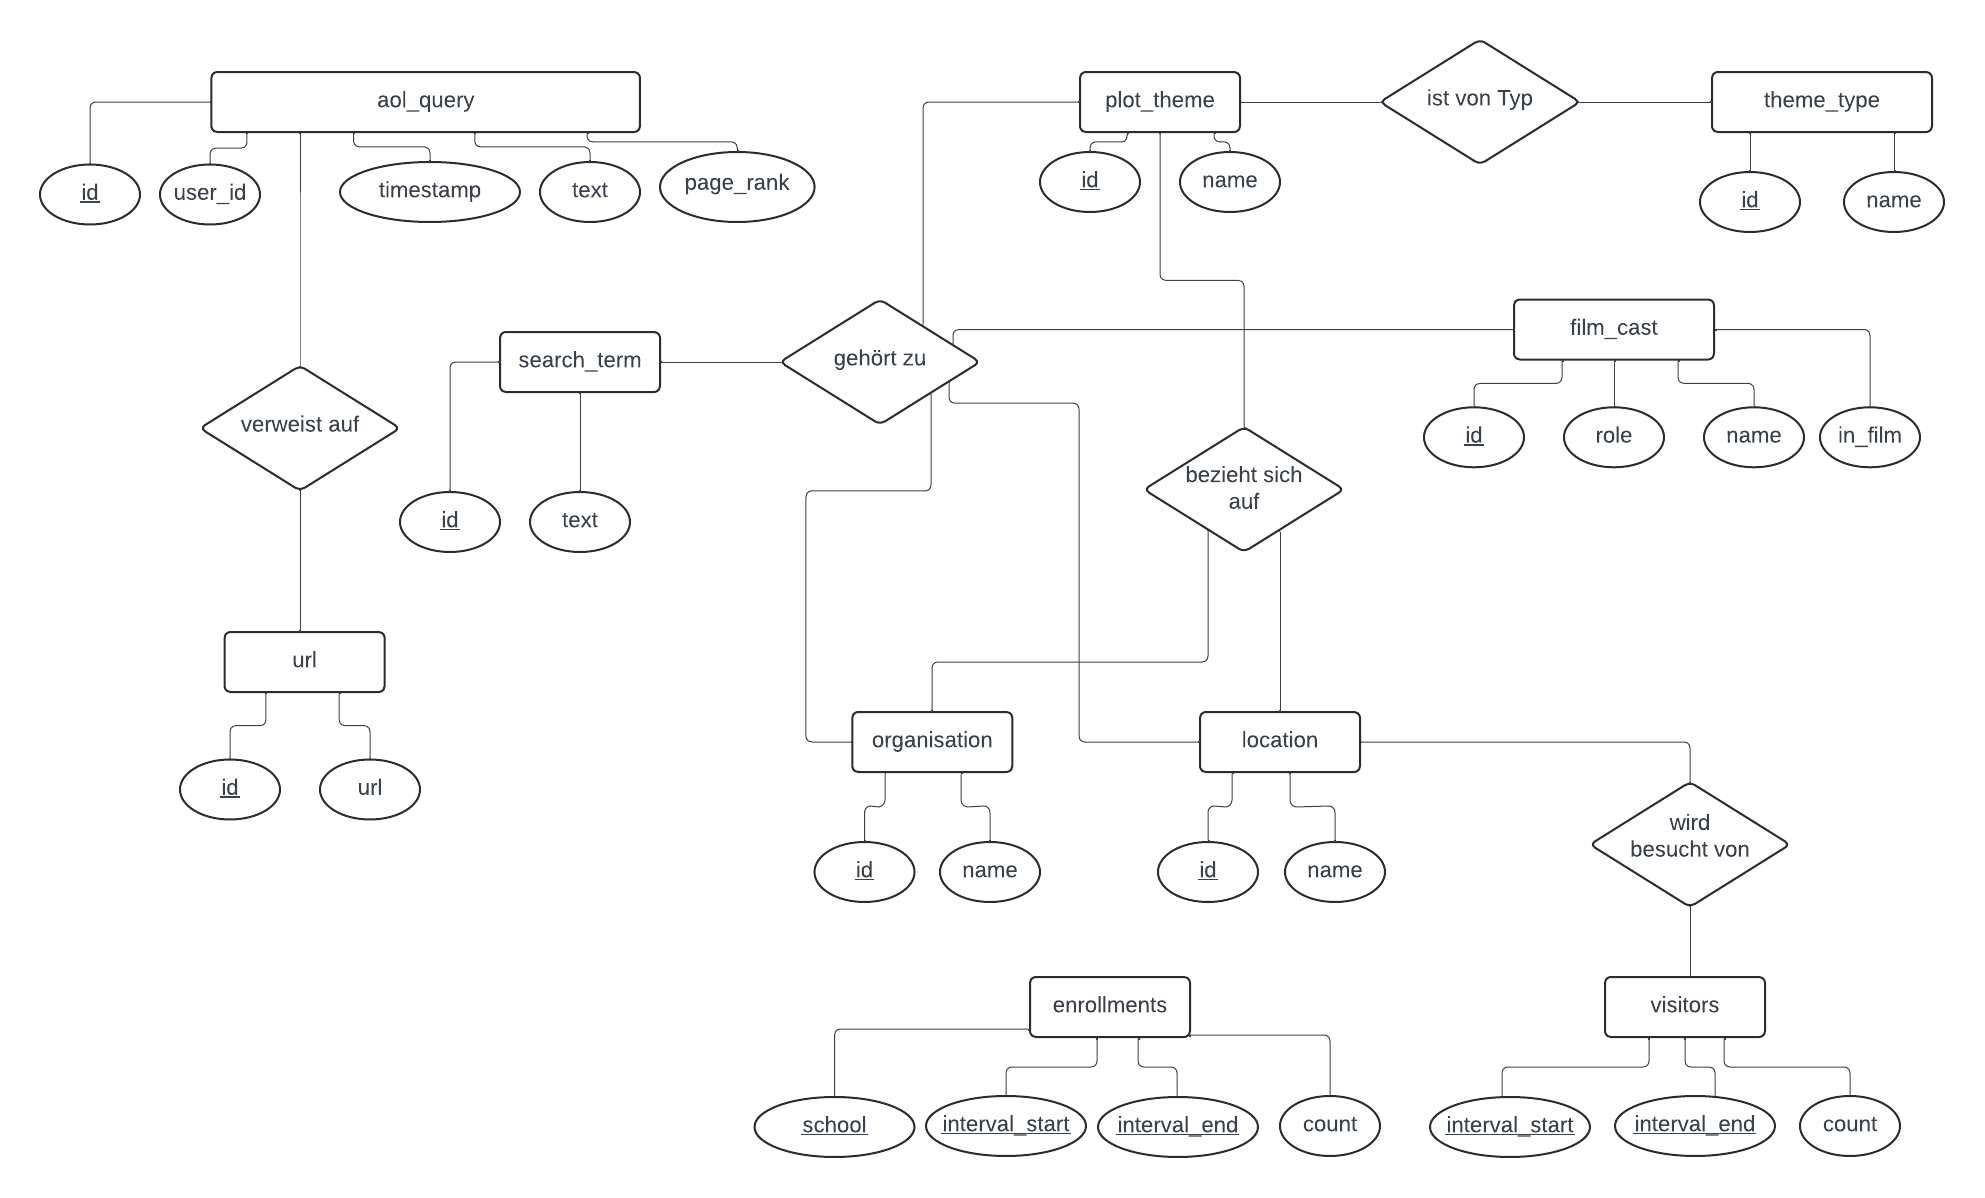 aol_query
plot_theme
ist von Typ
theme_type
id
user_id
timestamp
text
page_rank
id
name
id
name
film_cast
search_term
gehört zu
verweist auf
id
role
name
in_film
bezieht sich
auf
id
text
url
organisation
location
id
url
wird
besucht von
id
name
id
name
enrollments
visitors
school
interval_start
interval_end
count
interval_start
interval_end
count